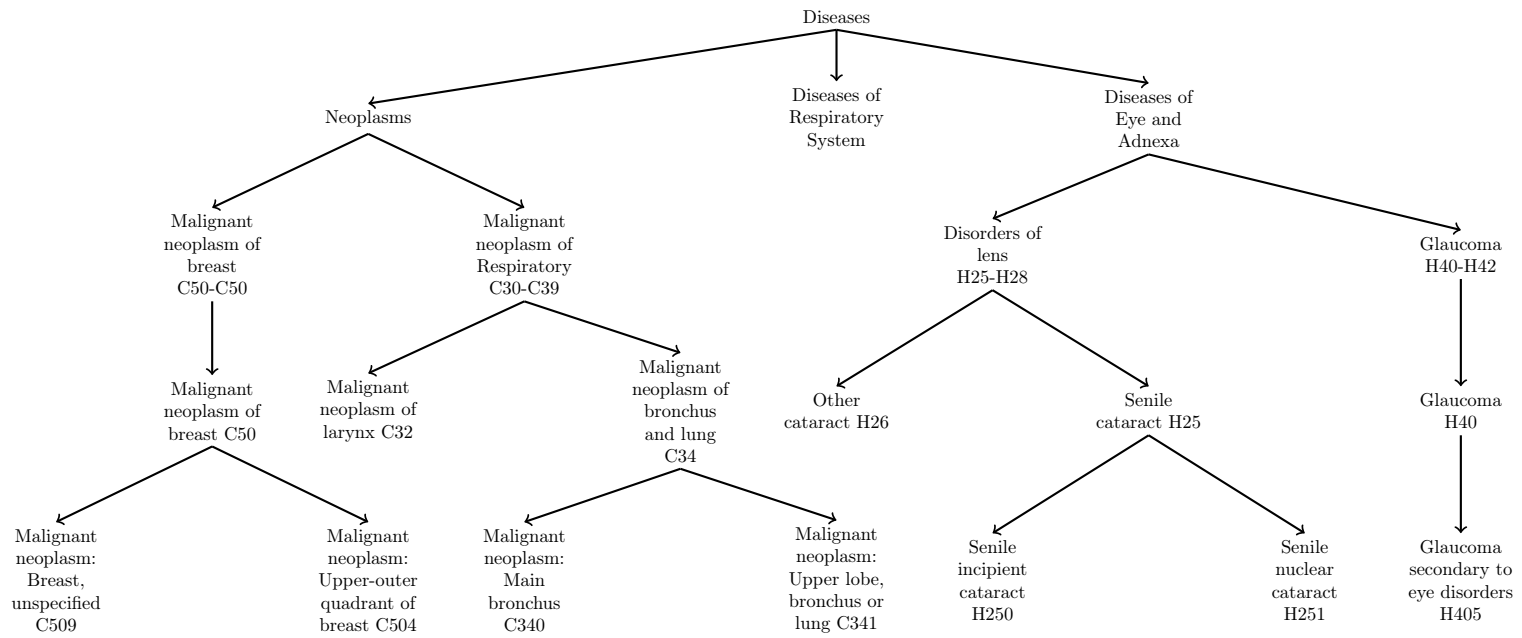 Diseases
Neoplasms
Diseases of
Respiratory
System
Diseases of
Eye and
Adnexa
Malignant
neoplasm of
breast
C50-C50
Malignant
neoplasm of
Respiratory
C30-C39
Disorders of
lens
H25-H28
Glaucoma
H40-H42
Malignant
neoplasm of
breast C50
Malignant
neoplasm of
larynx C32
Malignant
neoplasm of
bronchus
and lung
C34
Other
cataract H26
Senile
cataract H25
Glaucoma
H40
Malignant
neoplasm:
Breast,
unspecified
C509
Malignant
neoplasm:
Upper-outer
quadrant of
breast C504
Malignant
neoplasm:
Main
bronchus
C340
Malignant
neoplasm:
Upper lobe,
bronchus or
lung C341
Senile
incipient
cataract
H250
Senile
nuclear
cataract
H251
Glaucoma
secondary to
eye disorders
H405